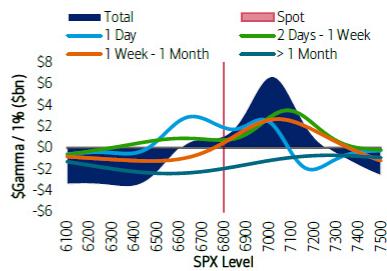 Total Spot
1 Day 2 Days - 1 Week
1 Week - 1 Month > 1 Month
$Gamma / 1% ($bn)
$8
$6
$4
$2
$0
-$2
-$4
-$6
6100 6200 6300 6400 6500 6600 6700 6800 6900 7000 7100 7200 7300 7400 7500
SPX Level